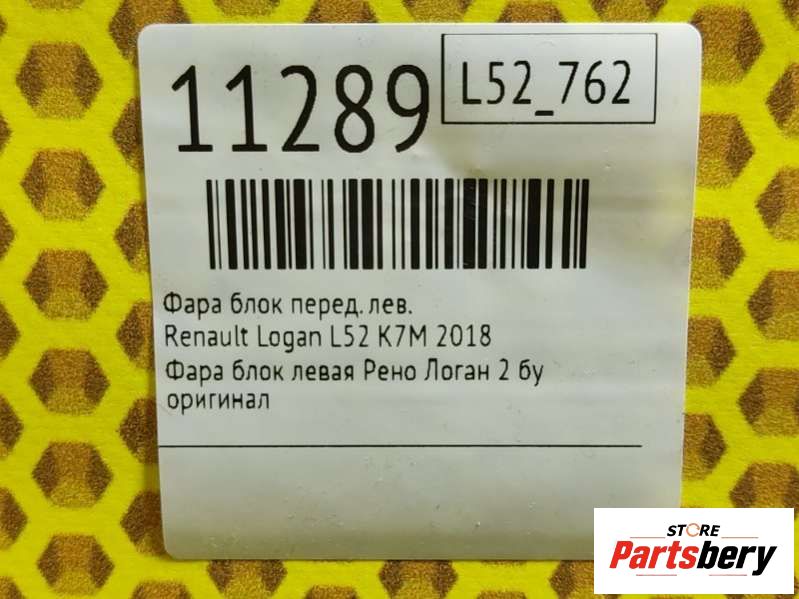 11289
L52_762
Фара блок перед. лев.
Renault Logan L52 K7M 2018
Фара блок левая Рено Логан 2 бу
оригинал
STORE
Partsbery